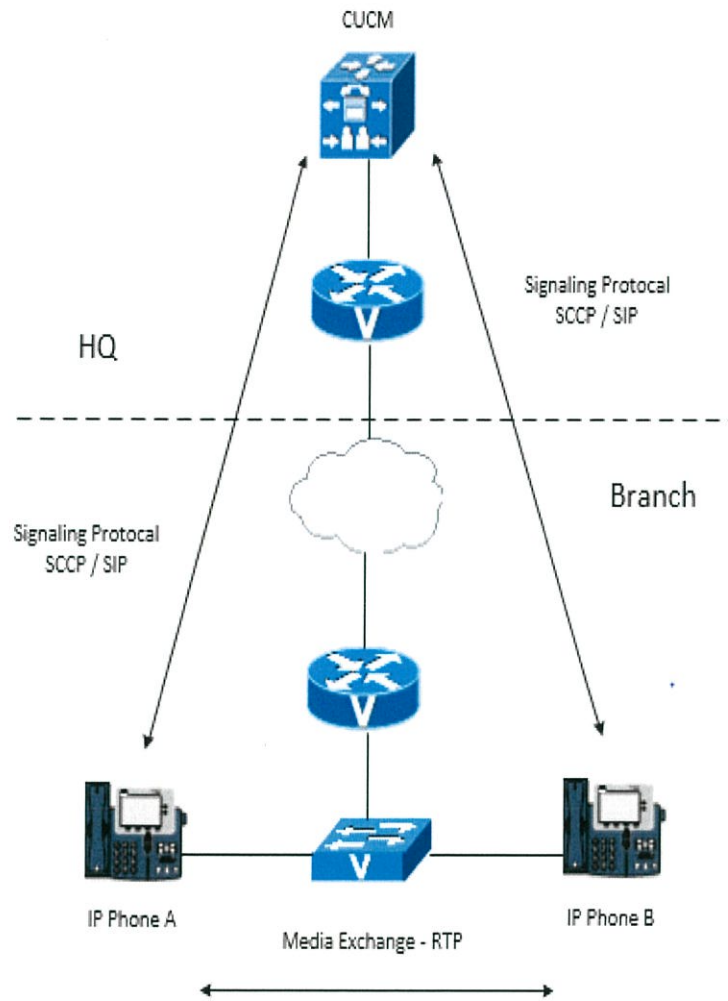 CUCM
V
Signaling Protocal
SCCP / SIP
HQ
Branch
Signaling Protocal
SCCP / SIP
V
V
IP Phone A
Media Exchange - RTP
IP Phone B